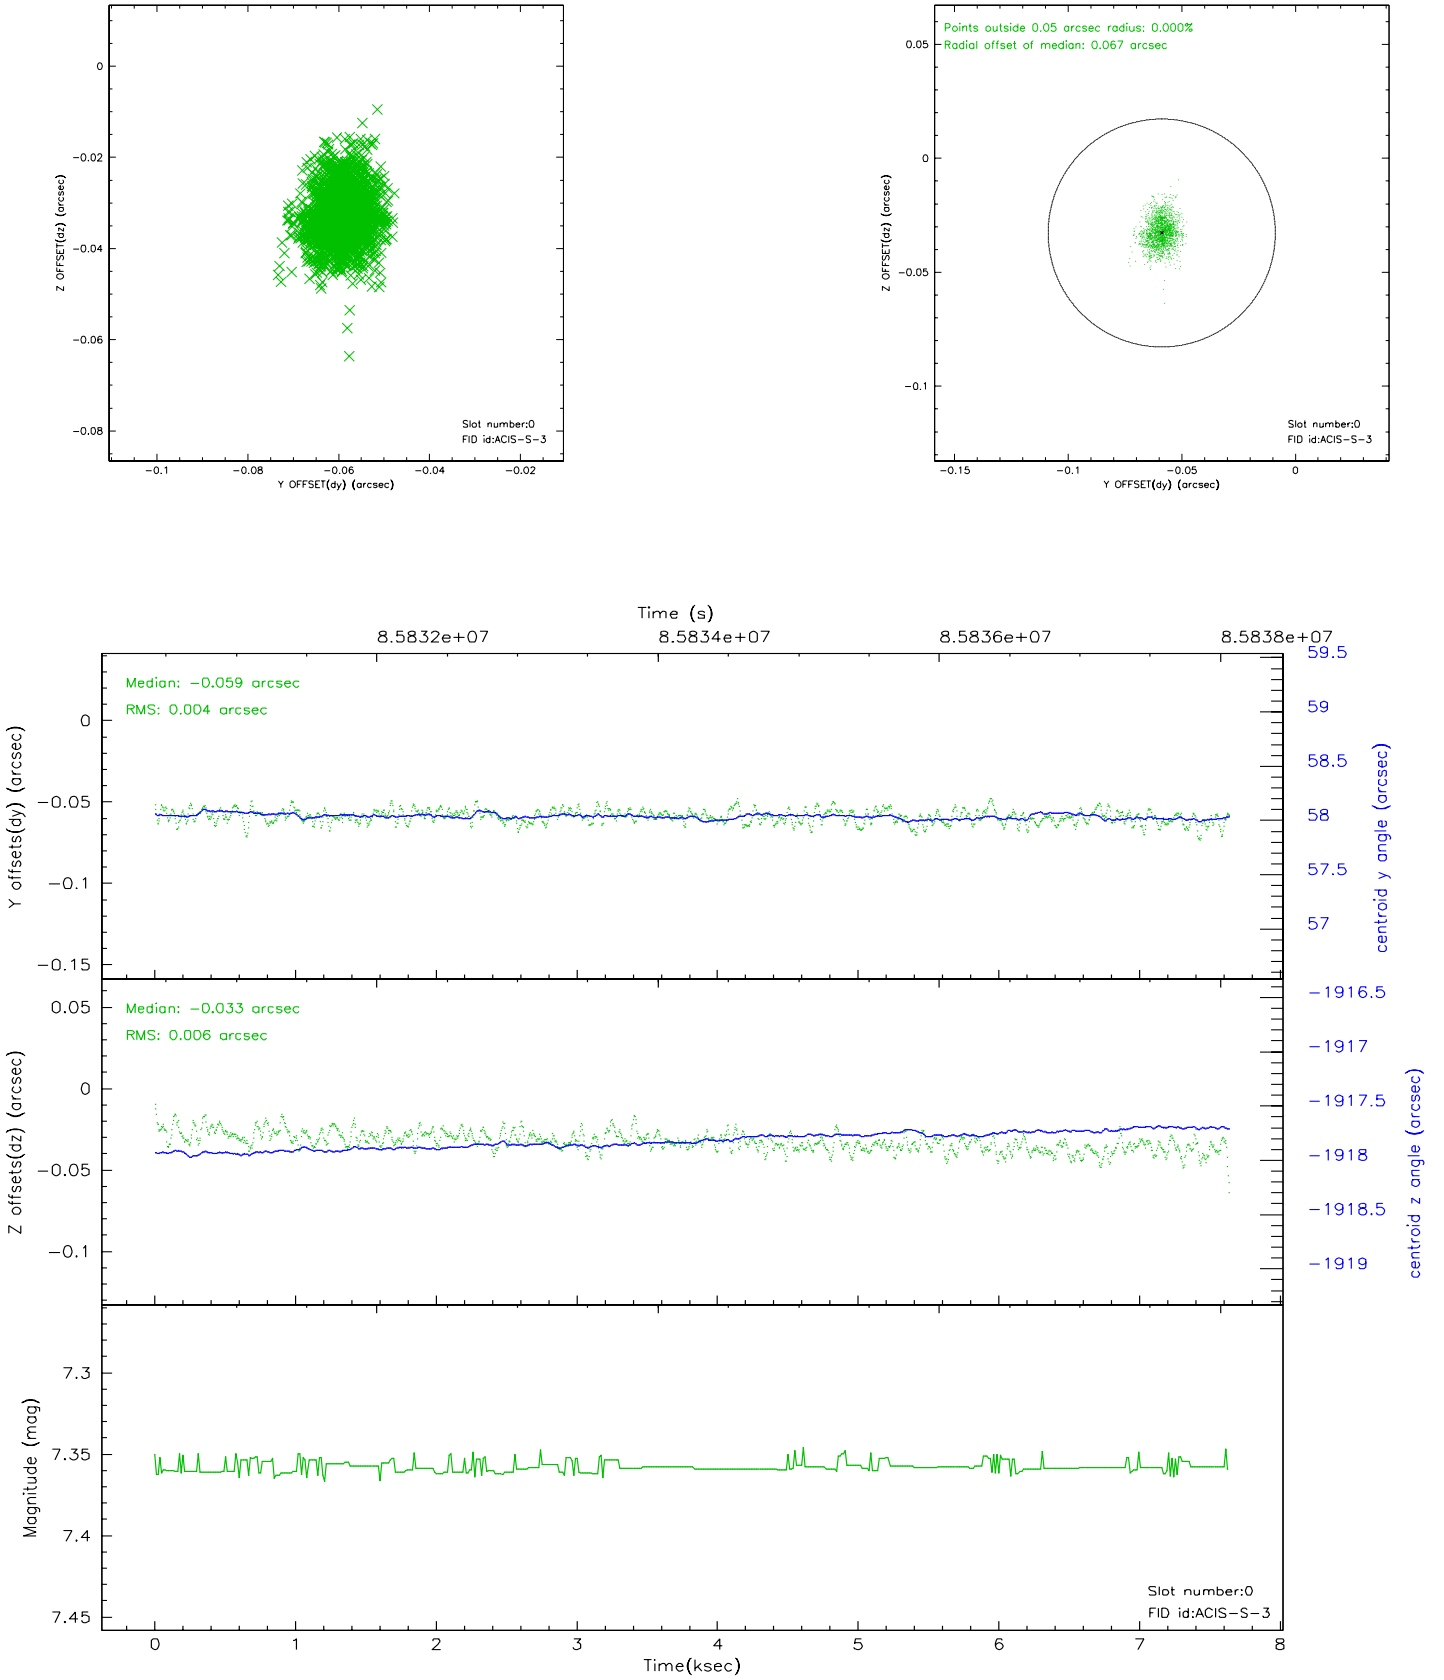 0
-0.02
-0.04
-0.06
-0.08
Z OFFSET(dz) (arcsec)
Slot number:0
FID id:ACIS-S-3
-0.1 -0.08 -0.06 -0.04 -0.02
Y OFFSET(dy) (arcsec)
Points outside 0.05 arcsec radius: 0.000%
Radial offset of median: 0.067 arcsec
0.05
0
-0.05
-0.1
Z OFFSET(dz) (arcsec)
Slot number:0
FID id:ACIS-S-3
-0.15 -0.1 -0.05 0
Y OFFSET(dy) (arcsec)
Time (s)
8.5832e+07 8.5834e+07 8.5836e+07 8.5838e+07
Median: -0.059 arcsec
RMS: 0.004 arcsec
0
-0.05
-0.1
-0.15
Y offsets(dy) (arcsec)
59.5
59
58.5
58
57.5
57
centroid y angle (arcsec)
Median: -0.033 arcsec
RMS: 0.006 arcsec
0.05
0
-0.05
-0.1
Z offsets(dz) (arcsec)
-1916.5
-1917
-1917.5
-1918
-1918.5
-1919
centroid z angle (arcsec)
7.3
7.35
7.4
7.45
Magnitude (mag)
Slot number:0
FID id:ACIS-S-3
0 1 2 3 4 5 6 7 8
Time(ksec)